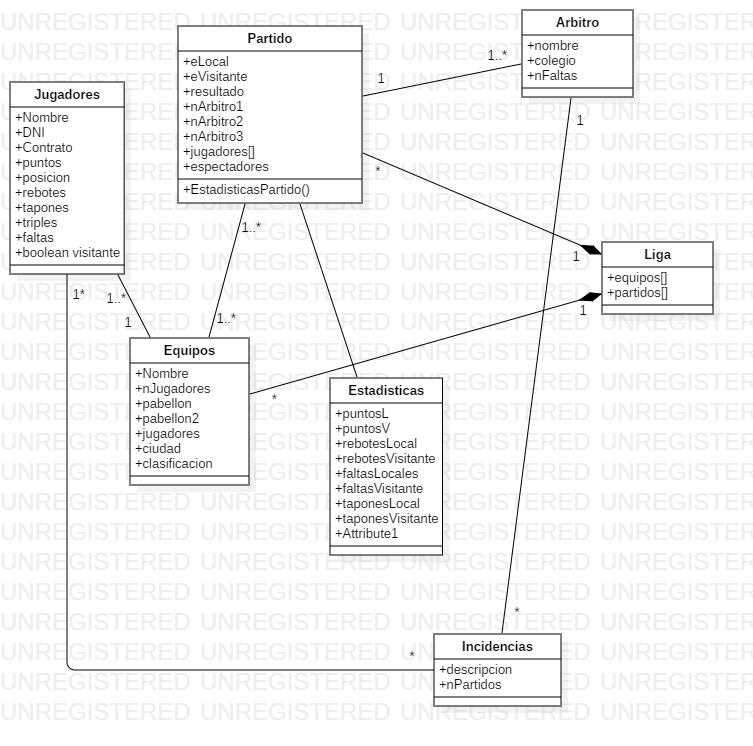 Partido
+eLocal
+eVisitante
+resultado
+nArbitro1
+nArbitro2
+nArbitro3
+jugadores[]
+espectadores
+EstadisticasPartido()
Arbitro
+nombre
+colegio
+nFaltas
Jugadores
+Nombre
+DNI
+Contrato
+puntos
+posicion
+rebotes
+tapones
+triples
+faltas
+boolean visitante
1
1..*
1
*
1
1..*
1..*
Liga
+equipos[]
+partidos[]
1
*
1*
1..*
1
Equipos
+Nombre
+nJugadores
+pabellon
+pabellon2
+jugadores
+ciudad
+clasificacion
Estadisticas
+puntosL
+puntosV
+rebotesLocal
+rebotesVisitante
+faltasLocales
+faltasVisitante
+taponesLocal
+taponesVisitante
+Attribute1
*
*
Incidencias
+descripcion
+nPartidos
UNREGISTERED UNREGISTERED UNREGISTERED UNREGISTERED